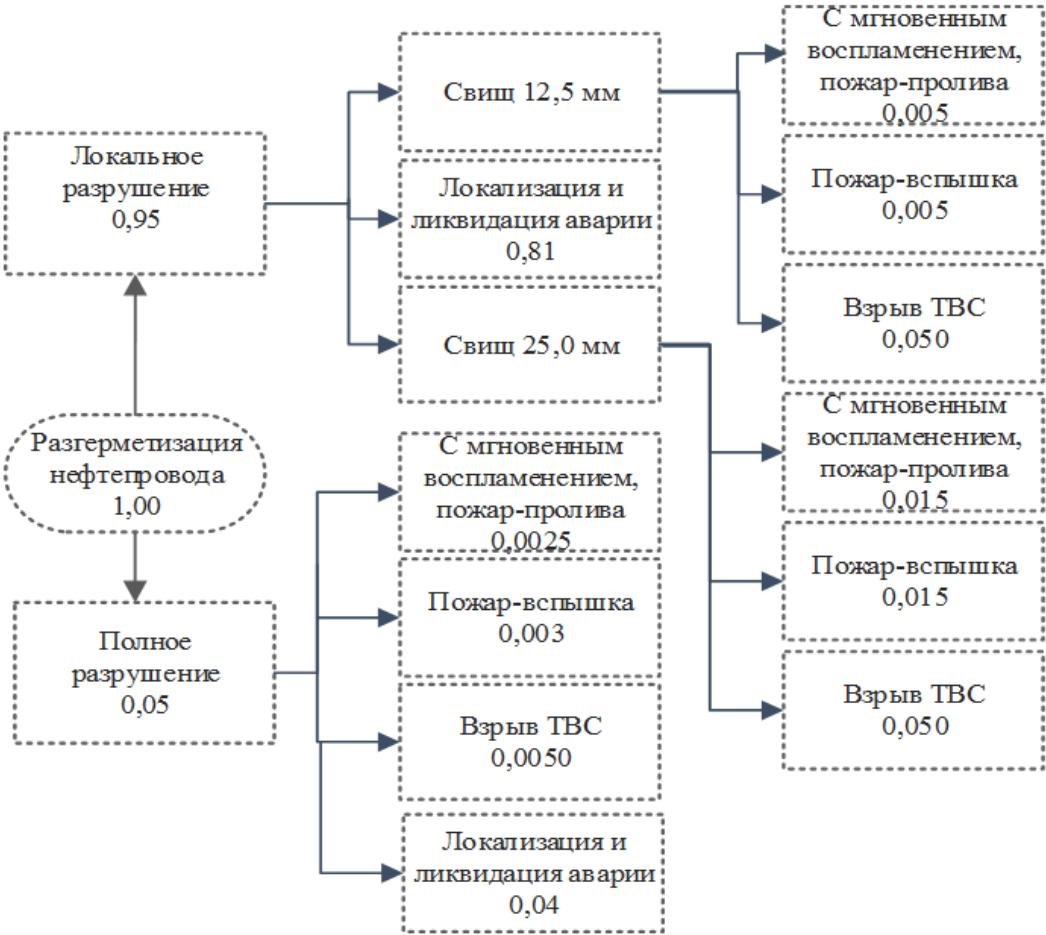 Локальное
разрушение
0,95
Разгерметизация
нефтепровода
1,00
Полное
разрушение
0,05
Свищ 12,5 мм
Локализация и
ликвидация аварии
0,81
Свищ 25,0 мм
С мгновенным
воспламенением,
пожар-пролива
0,0025
Пожар-вспышка
0,003
Взрыв ТВС
0,0050
Локализация и
ликвидация аварии
0,04
С мгновенным
воспламенением,
пожар-пролива
0,005
Пожар-вспышка
0,005
Взрыв ТВС
0,050
С мгновенным
воспламенением,
пожар-пролива
0,015
Пожар-вспышка
0,015
Взрыв ТВС
0,050